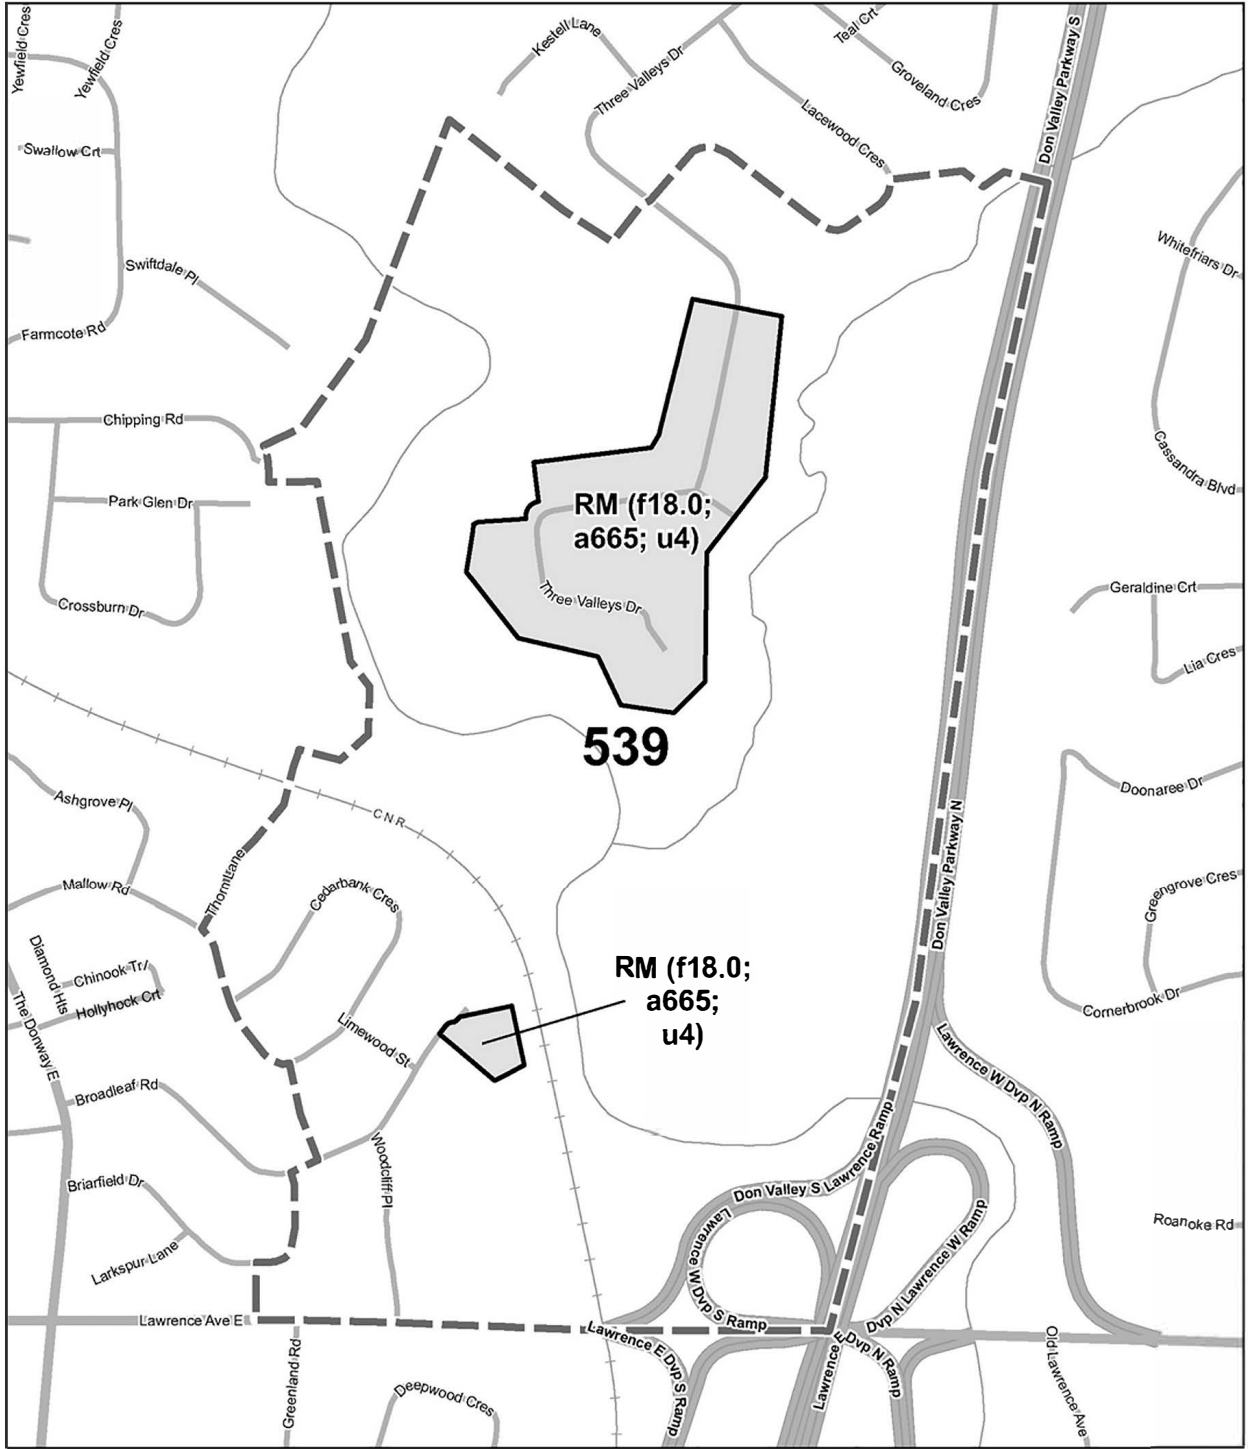 Yewfield Cres
Yewfield Cres
Kestell Lane
Three Valleys Dr
Teal Crt
Groveland Cres
Lacewood Cres
Don Valley Parkway S
Swallow Crt
Swiftdale Pl
Farmcote Rd
Whitefriars Dr
Chipping Rd
Park Glen Dr
Crossburn Dr
Cassandra Blvd
RM (f18.0;
a665; u4)
Three Valleys Dr
Geraldine Crt
Lia Cres
539
Doonaree Dr
Ashgrove Pl
CNR
Thorn Lane
Mallow Rd
Cedarbank Cres
Don Valley Parkway N
Greengrove Cres
Cornerbrook Dr
Diamond Hts
Chinook Trl
Hollyhock Crt
The Donway E
Limewood St
RM (f18.0;
a665;
u4)
Lawrence W Dvp N Ramp
Broadleaf Rd
Woodcliff Pl
Briarfield Dr
Larkspur Lane
Don Valley S Lawrence Ramp
Lawrence W Dvp S Ramp
Dvp N Lawrence W Ramp
Roanoke Rd
Lawrence Ave E
Lawrence E Dvp S Ramp
Lawrence E Dvp N Ramp
Old Lawrence Ave
Greenland Rd
Deepwood Cres